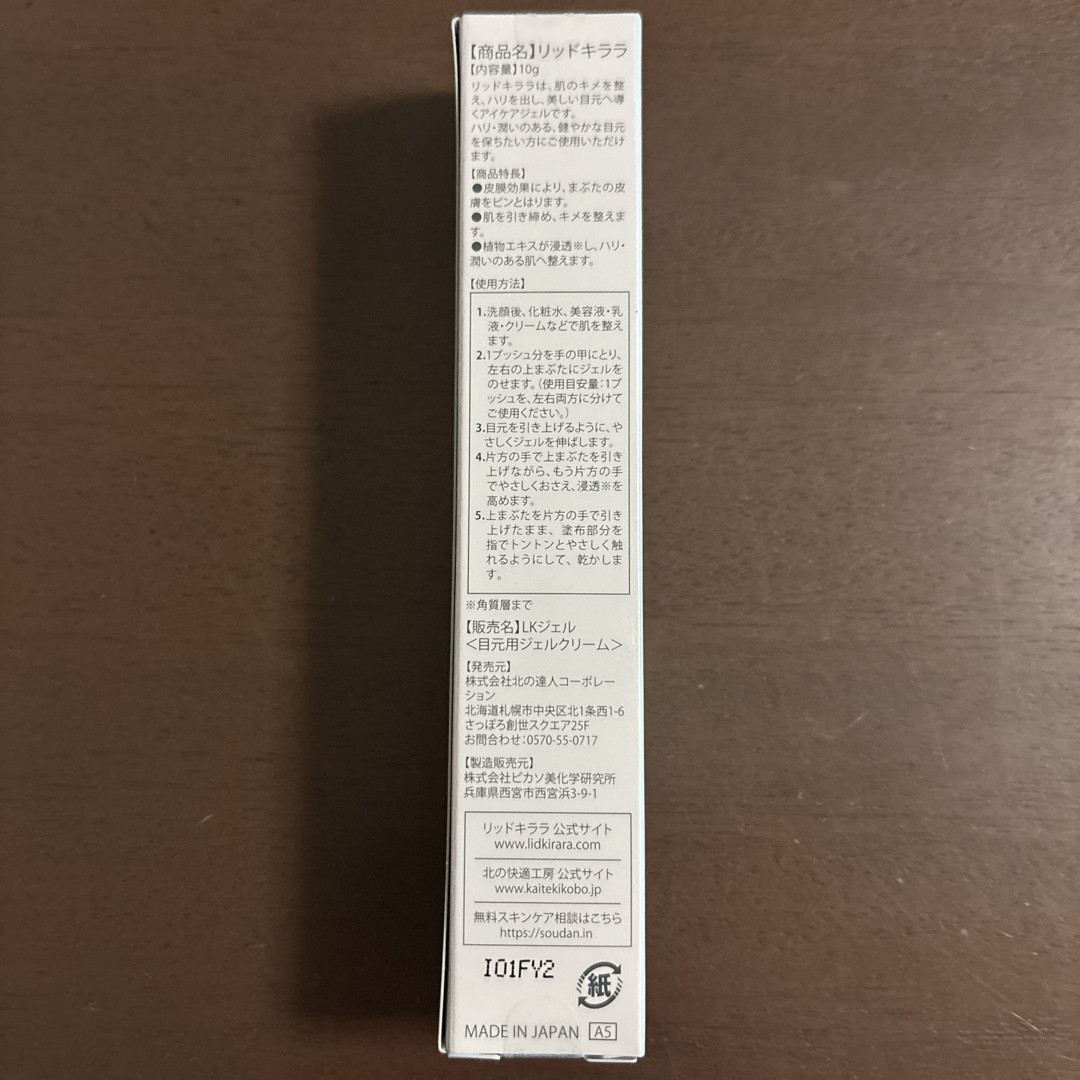 【商品名】リッドキララ
【内容量】10g
リッドキララは、肌のキメを整
え、ハリを出し、美しい目元へ導
くアイケアジェルです。
ハリ・潤いのある、健やかな目元
を保ちたい方にご使用いただけ
ます。
【商品特長】
●皮膜効果により、まぶたの皮
膚をピンとはります。
●肌を引き締め、キメを整えま
す。
●植物エキスが浸透※し、ハリ・
潤いのある肌へ整えます。
【使用方法】
1.洗顔後、化粧水、美容液・乳
液・クリームなどで肌を整え
ます。
2.1プッシュ分を手の甲にとり、
左右の上まぶたにジェルを
のせます。（使用目安量：1プ
ッシュを、左右両方に分けて
ご使用ください。）
3.目元を引き上げるように、や
さしくジェルを伸ばします。
4.片方の手で上まぶたを引き
上げながら、もう片方の手
でやさしくおさえ、浸透※を
高めます。
5.上まぶたを片方の手で引き
上げたまま、塗布部分を
指でトントンとやさしく触
れるようにして、乾かしま
す。
※角質層まで
【販売名】LKジェル
＜目元用ジェルクリーム＞
【発売元】
株式会社北の達人コーポレー
ション
北海道札幌市中央区北1条西1-6
さっぽろ創世スクエア25F
お問合わせ：0570-55-0717
【製造販売元】
株式会社ピカソ美化学研究所
兵庫県西宮市西宮浜3-9-1
リッドキララ 公式サイト
www.lidkirara.com
北の快適工房 公式サイト
www.kaitekikobo.jp
無料スキンケア相談はこちら
https://soudan.in
I01FY2
紙
MADE IN JAPAN A5